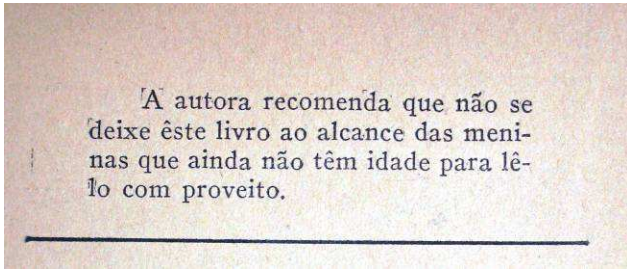 A autora recomenda que não se
deixe êste livro ao alcance das meni-
nas que ainda não têm idade para lê-
lo com proveito.